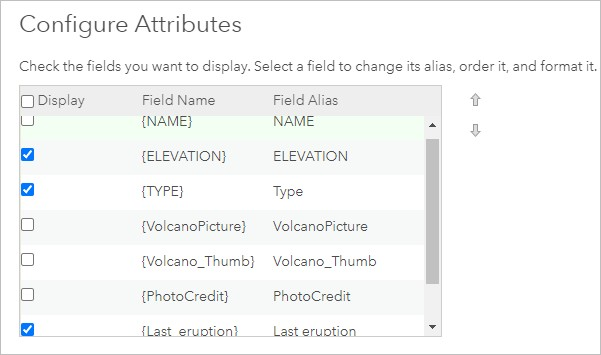 Configure Attributes
Check the fields you want to display. Select a field to change its alias, order it, and format it.
Display Field Name Field Alias
{NAME} NAME
{ELEVATION} ELEVATION
{TYPE} Type
{VolcanoPicture} VolcanoPicture
{Volcano_Thumb} Volcano_Thumb
{PhotoCredit} PhotoCredit
{Last_eruption} Last eruption